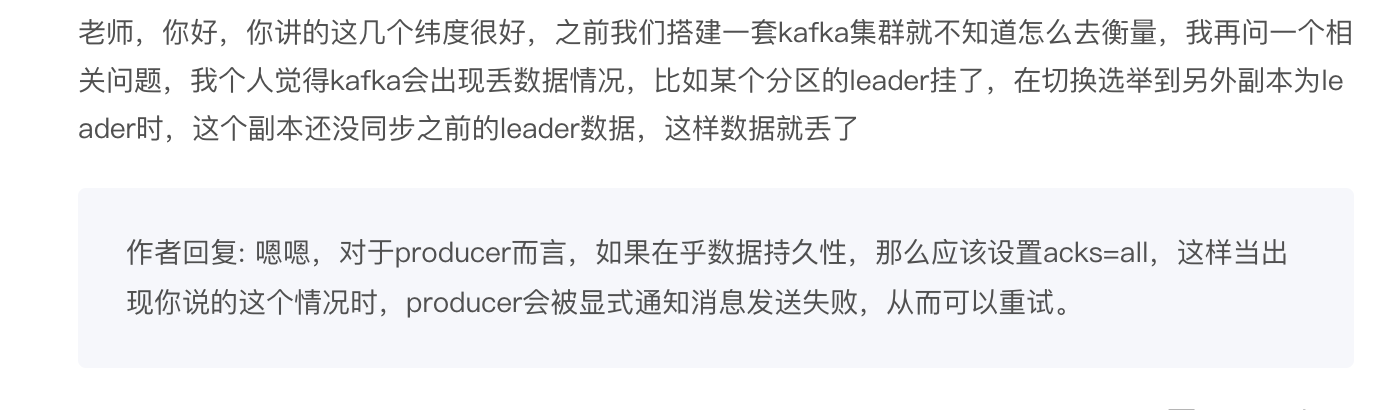 老师，你好，你讲的这几个纬度很好，之前我们搭建一套kafka集群就不知道怎么去衡量，我再问一个相
关问题，我个人觉得kafka会出现丢数据情况，比如某个分区的leader挂了，在切换选举到另外副本为le
ader时，这个副本还没同步之前的leader数据，这样数据就丢了
作者回复: 嗯嗯，对于producer而言，如果在乎数据持久性，那么应该设置acks=all，这样当出
现你说的这个情况时，producer会被显式通知消息发送失败，从而可以重试。